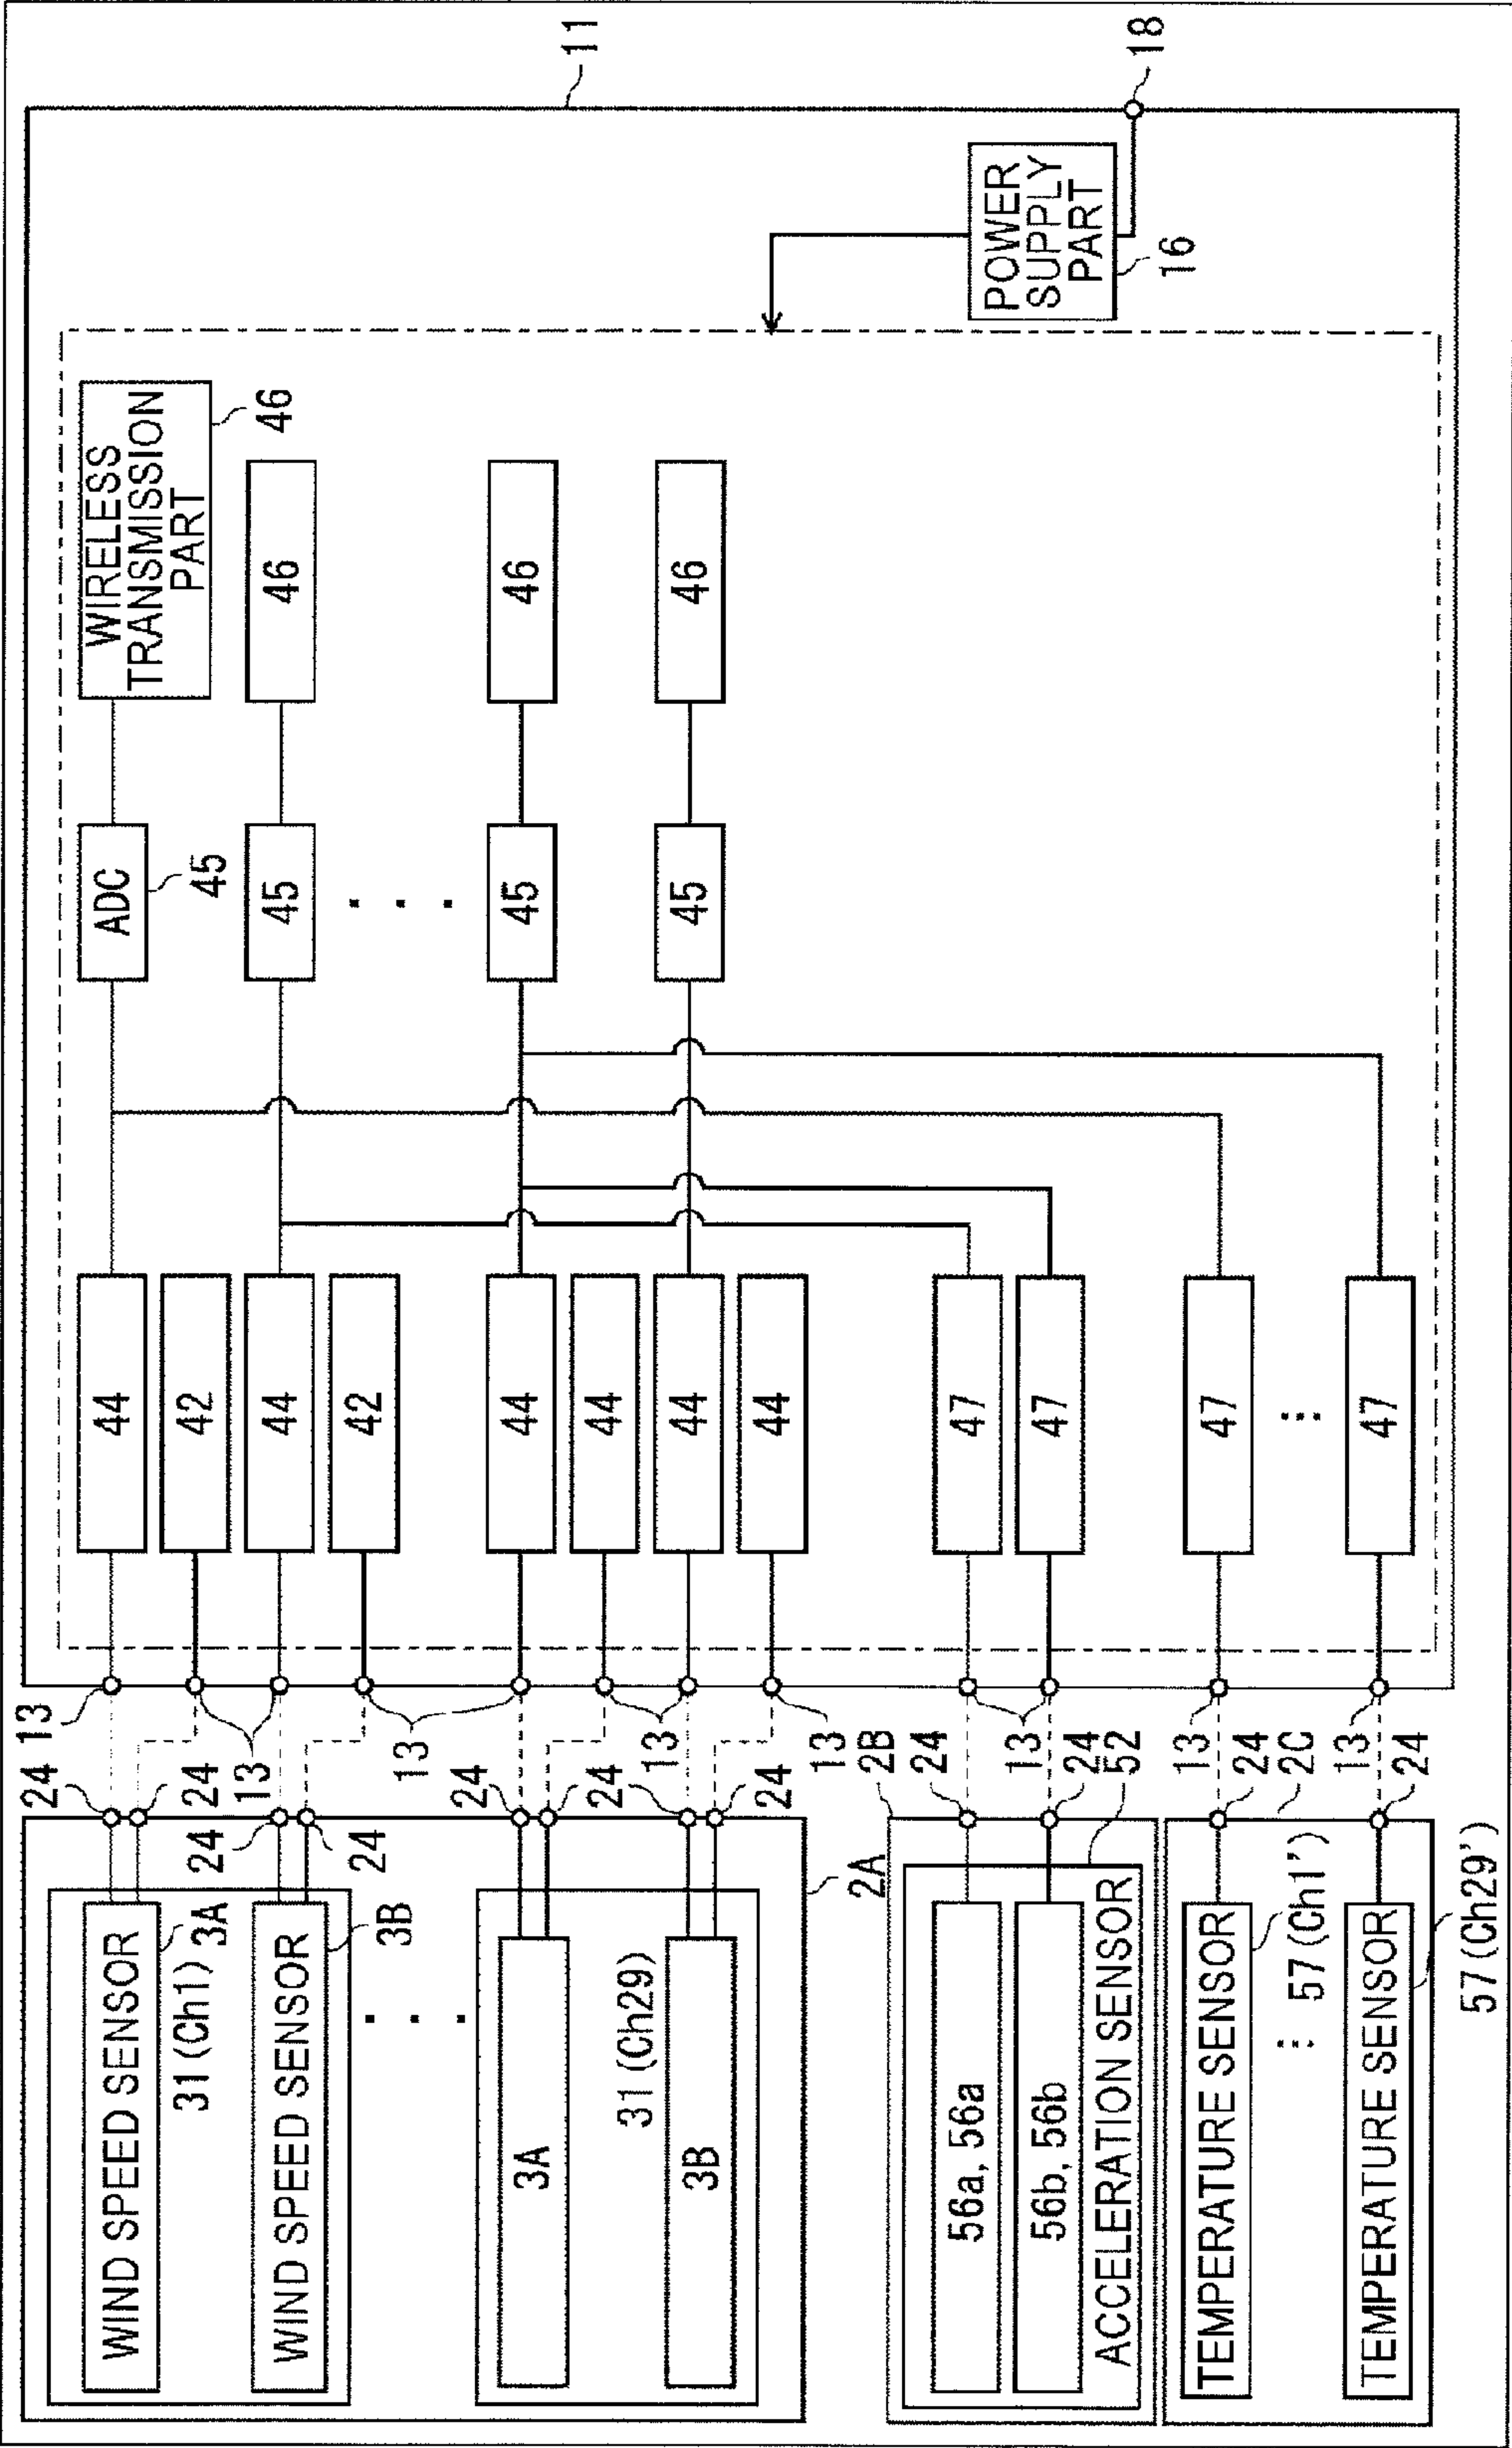 11
18
POWER
SUPPLY
PART
16
WIRELESS
TRANSMISSION
PART
46
46
46
46
ADC
45
45
. . .
45
45
44
42
44
42
44
44
44
44
47
47
47
...
47
13
13
13
13
13
13
13
13
24
24
24
24
24
24
24
24
2B
24
24
52
24
2C
24
WIND SPEED SENSOR
3A
31 (Ch1)
WIND SPEED SENSOR
3B
. . .
3A
31 (Ch29)
3B
2A
56a, 56a
56b, 56b
ACCELERATION SENSOR
TEMPERATURE SENSOR
57 (Ch1')
...
TEMPERATURE SENSOR
57 (Ch29')